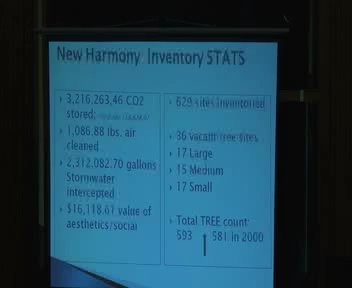 New Harmony Inventory STATS
3,216,263.46 CO2
stored:
1,086.88 lbs. air
cleaned
2,312,082.70 gallons
Stormwater
intercepted
$16,118.61 value of
aesthetics/social
629 sites inventoried
36 vacant tree sites
17 Large
15 Medium
17 Small
Total TREE count:
593 581 in 2000